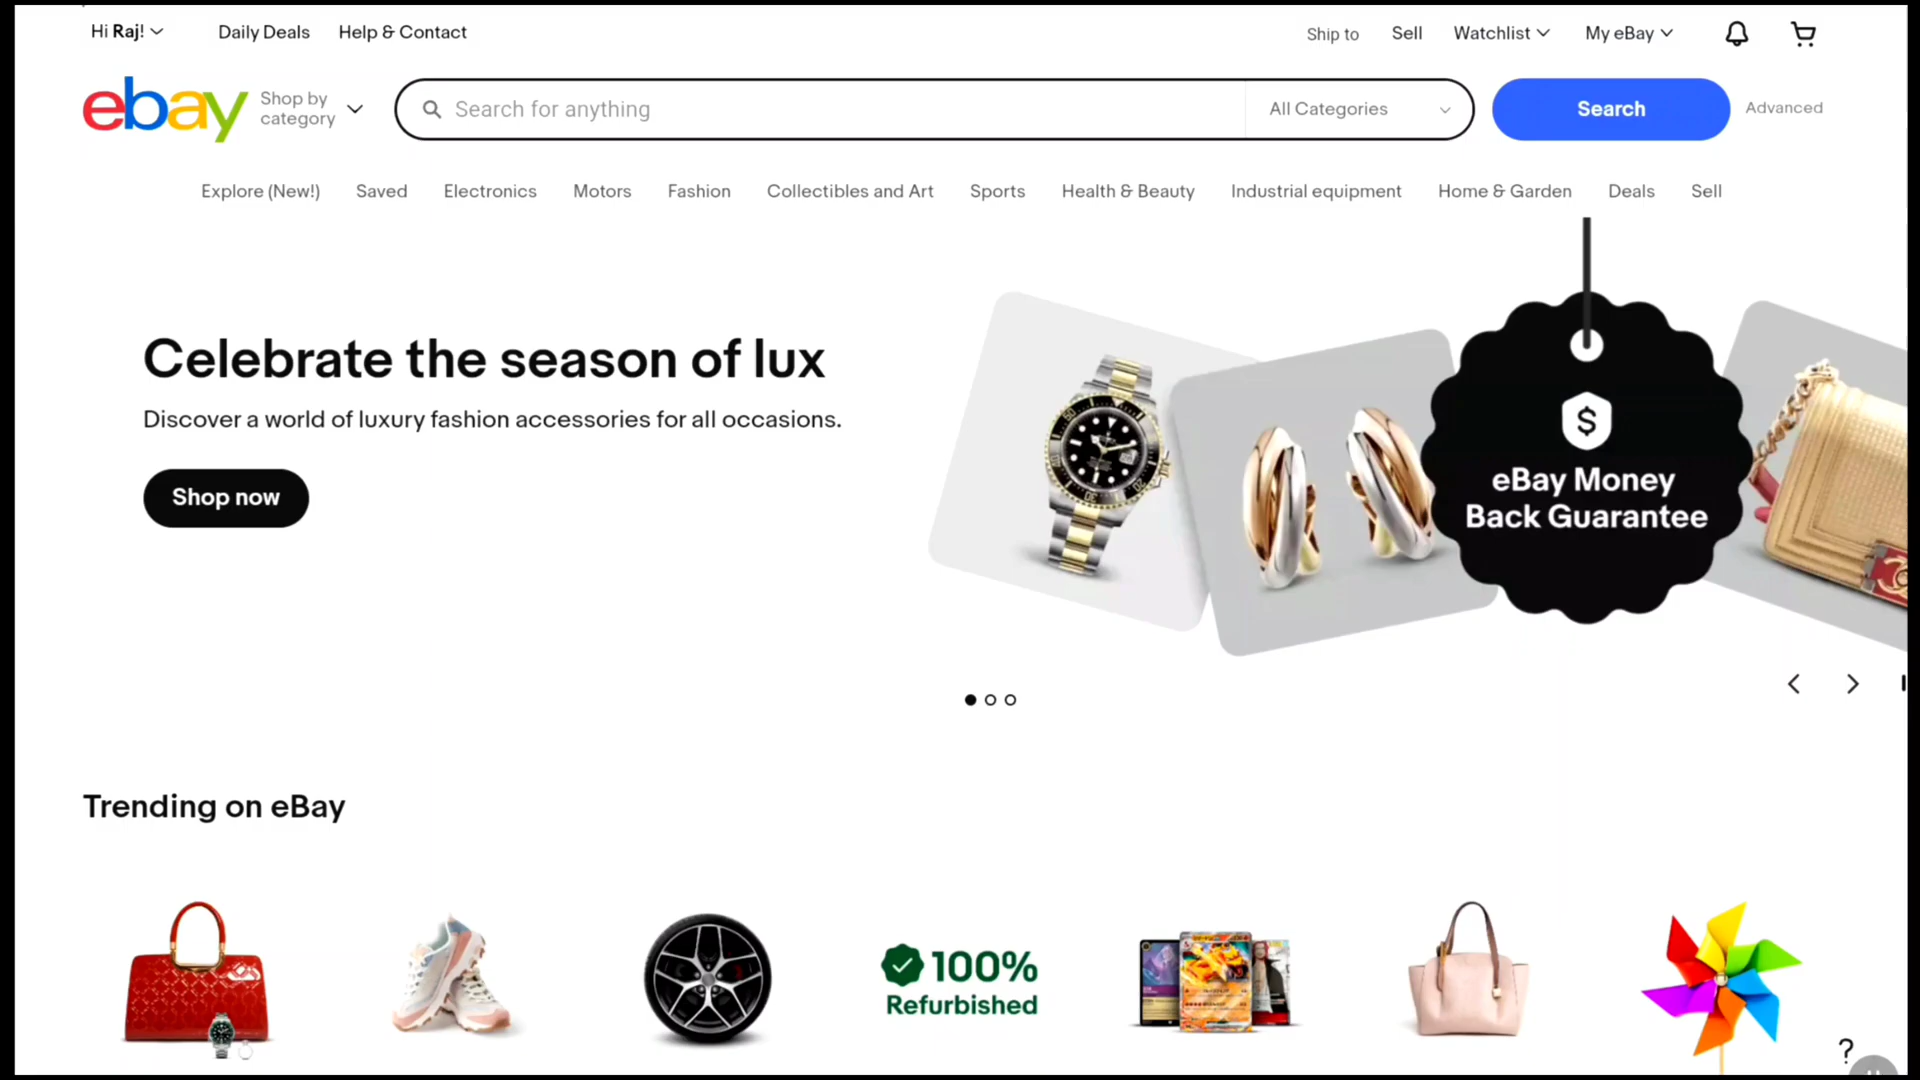 Hi Raj!
Daily Deals
Help & Contact
Ship to
Sell
Watchlist
My eBay
ebay
Shop by
category
Search for anything
All Categories
Search
Advanced
Explore (New!)
Saved
Electronics
Motors
Fashion
Collectibles and Art
Sports
Health & Beauty
Industrial equipment
Home & Garden
Deals
Sell
Celebrate the season of lux
Discover a world of luxury fashion accessories for all occasions.
Shop now
$
eBay Money
Back Guarantee
Trending on eBay
100%
Refurbished
?